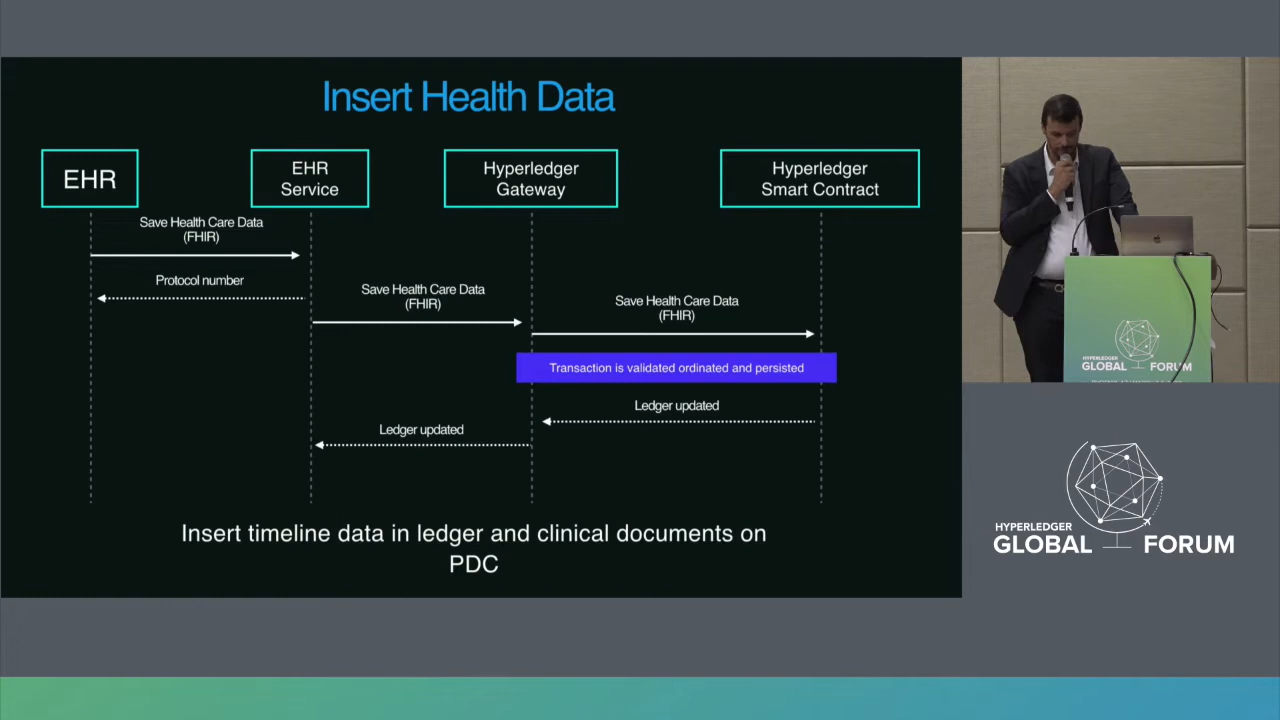 Insert Health Data
EHR
EHR
Service
Hyperledger
Gateway
Hyperledger
Smart Contract
Save Health Care Data
(FHIR)
Protocol number
Save Health Care Data
(FHIR)
Save Health Care Data
(FHIR)
Transaction is validated ordinated and persisted
Ledger updated
Ledger updated
Insert timeline data in ledger and clinical documents on
PDC
HYPERLEDGER
GLOBAL FORUM
HYPERLEDGER
GLOBAL FORUM